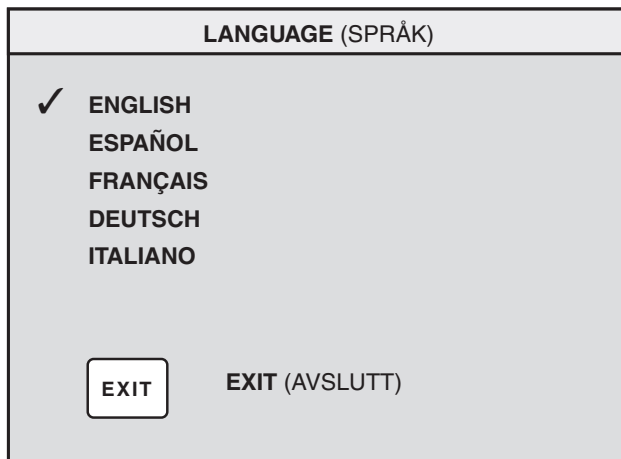 LANGUAGE (SPRÅK)
✓ ENGLISH
ESPAÑOL
FRANÇAIS
DEUTSCH
ITALIANO
EXIT EXIT (AVSLUTT)